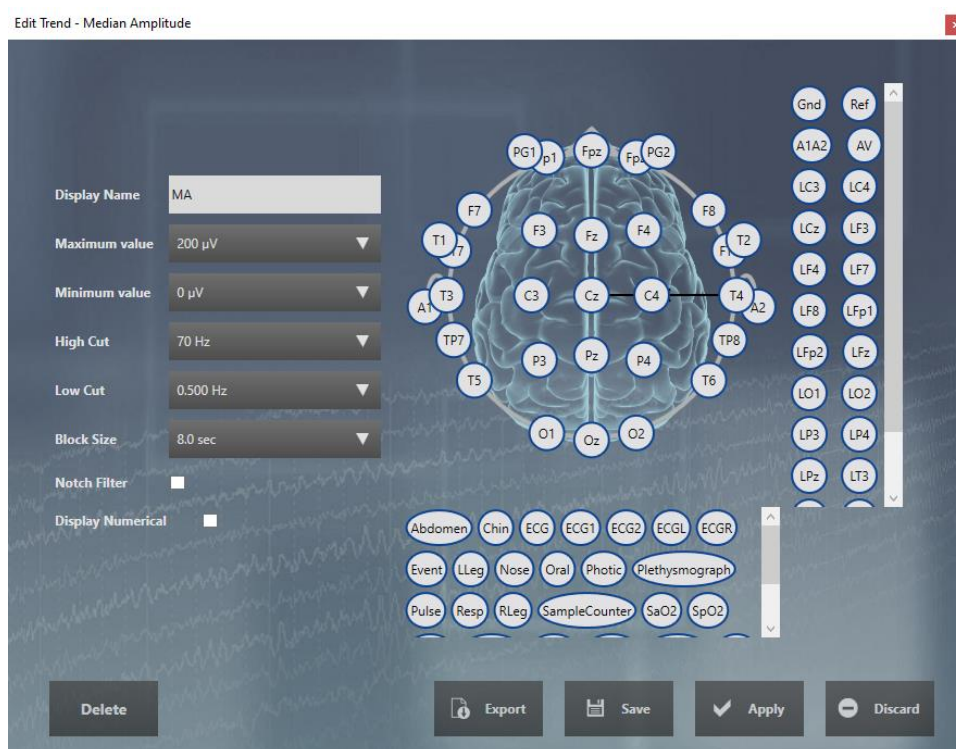 Edit Trend - Median Amplitude
x
Display Name MA
Maximum value 200 µV
Minimum value 0 µV
High Cut 70 Hz
Low Cut 0.500 Hz
Block Size 8.0 sec
Notch Filter
Display Numerical
PG1 p1 Fpz Fp PG2
F7 F8
F3 Fz F4
T1 T2
T3 C3 Cz C4 T4
A1 A2
TP7 TP8
P3 Pz P4
T5 T6
O1 Oz O2
Gnd Ref
A1A2 AV
LC3 LC4
LCz LF3
LF4 LF7
LF8 LFp1
LFp2 LFz
LO1 LO2
LP3 LP4
LPz LT3
Abdomen Chin ECG ECG1 ECG2 ECGL ECGR
Event LLeg Nose Oral Photic Plethysmograph
Pulse Resp RLeg SampleCounter SaO2 SpO2
Delete Export Save Apply Discard